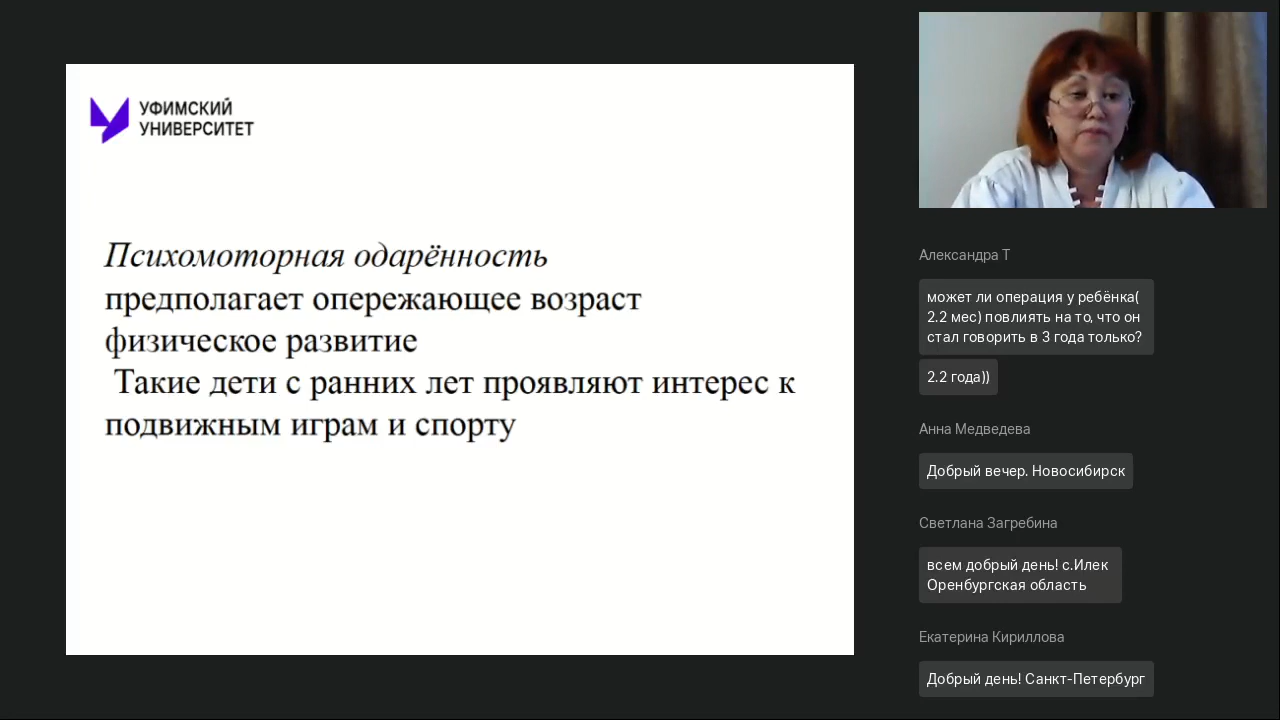 УФИМСКИЙ
УНИВЕРСИТЕТ
Психомоторная одарённость
предполагает опережающее возраст
физическое развитие
Такие дети с ранних лет проявляют интерес к
подвижным играм и спорту
Александра Т
может ли операция у ребёнка(
2.2 мес) повлиять на то, что он
стал говорить в 3 года только?
2.2 года))
Анна Медведева
Добрый вечер. Новосибирск
Светлана Загребина
всем добрый день! с.Илек
Оренбургская область
Екатерина Кириллова
Добрый день! Санкт-Петербург